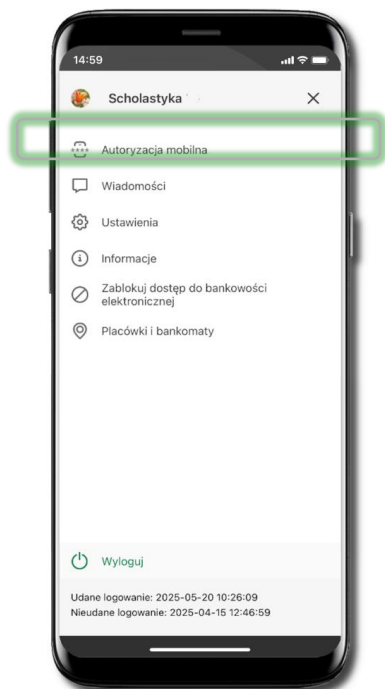 14:59
Scholastyka
Autoryzacja mobilna
Wiadomości
Ustawienia
Informacje
Zablokuj dostęp do bankowości
elektronicznej
Placówki i bankomaty
Wyloguj
Udane logowanie: 2025-05-20 10:26:09
Nieudane logowanie: 2025-04-15 12:46:59